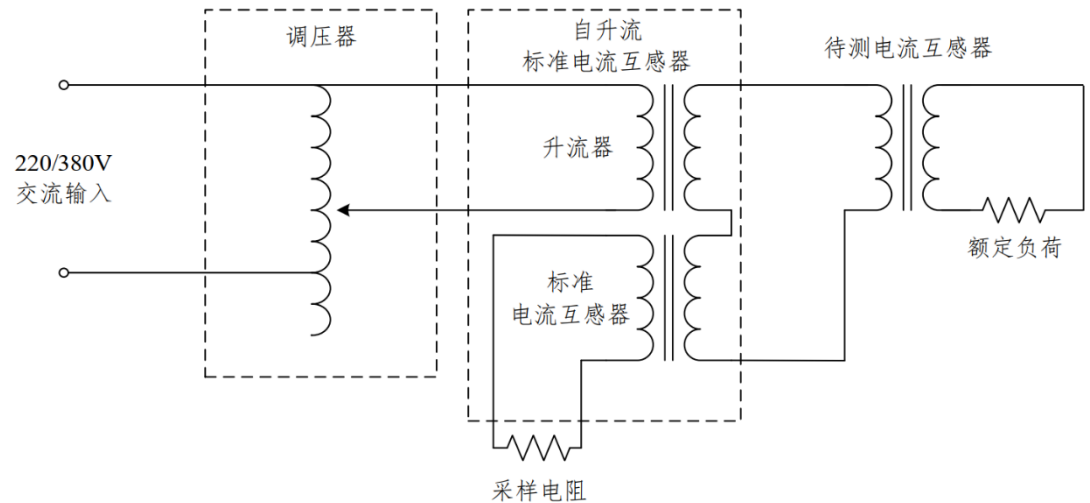 调压器
自升流
标准电流互感器
待测电流互感器
升流器
220/380V
交流输入
额定负荷
标准
电流互感器
采样电阻